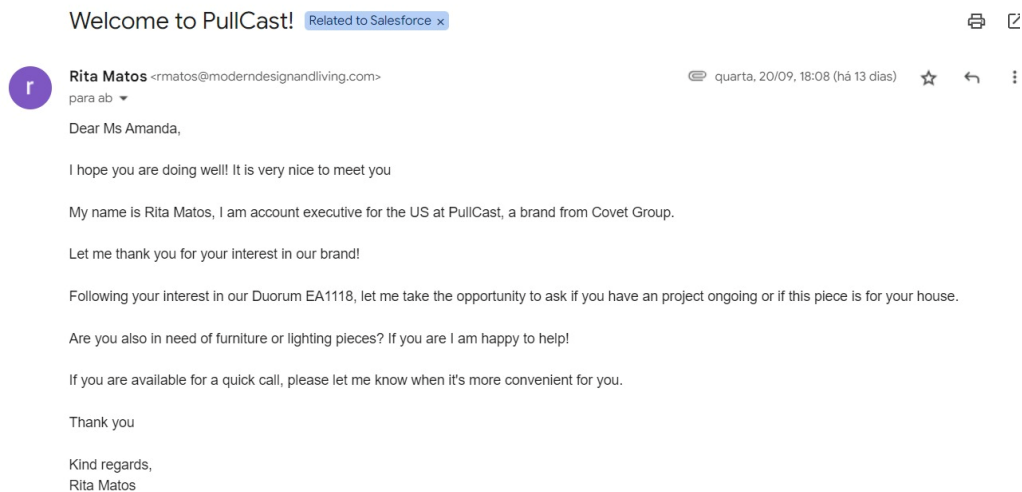 Welcome to PullCast! Related to Salesforce ×
Rita Matos <rmatos@moderndesignandliving.com> quarta, 20/09, 18:08 (há 13 dias)
r
para ab
Dear Ms Amanda,
I hope you are doing well! It is very nice to meet you
My name is Rita Matos, I am account executive for the US at PullCast, a brand from Covet Group.
Let me thank you for your interest in our brand!
Following your interest in our Duorum EA1118, let me take the opportunity to ask if you have an project ongoing or if this piece is for your house.
Are you also in need of furniture or lighting pieces? If you are I am happy to help!
If you are available for a quick call, please let me know when it's more convenient for you.
Thank you
Kind regards,
Rita Matos